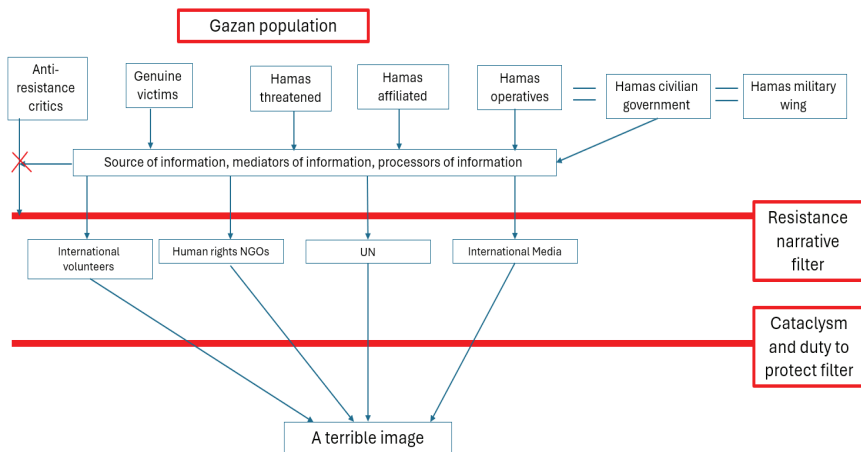 Gazan population
Anti-
resistance
critics
Genuine
victims
Hamas
threatened
Hamas
affiliated
Hamas
operatives
Hamas civilian
government
Hamas military
wing
Source of information, mediators of information, processors of information
Resistance
narrative
filter
International
volunteers
Human rights NGOs
UN
International Media
Cataclysm
and duty to
protect filter
A terrible image